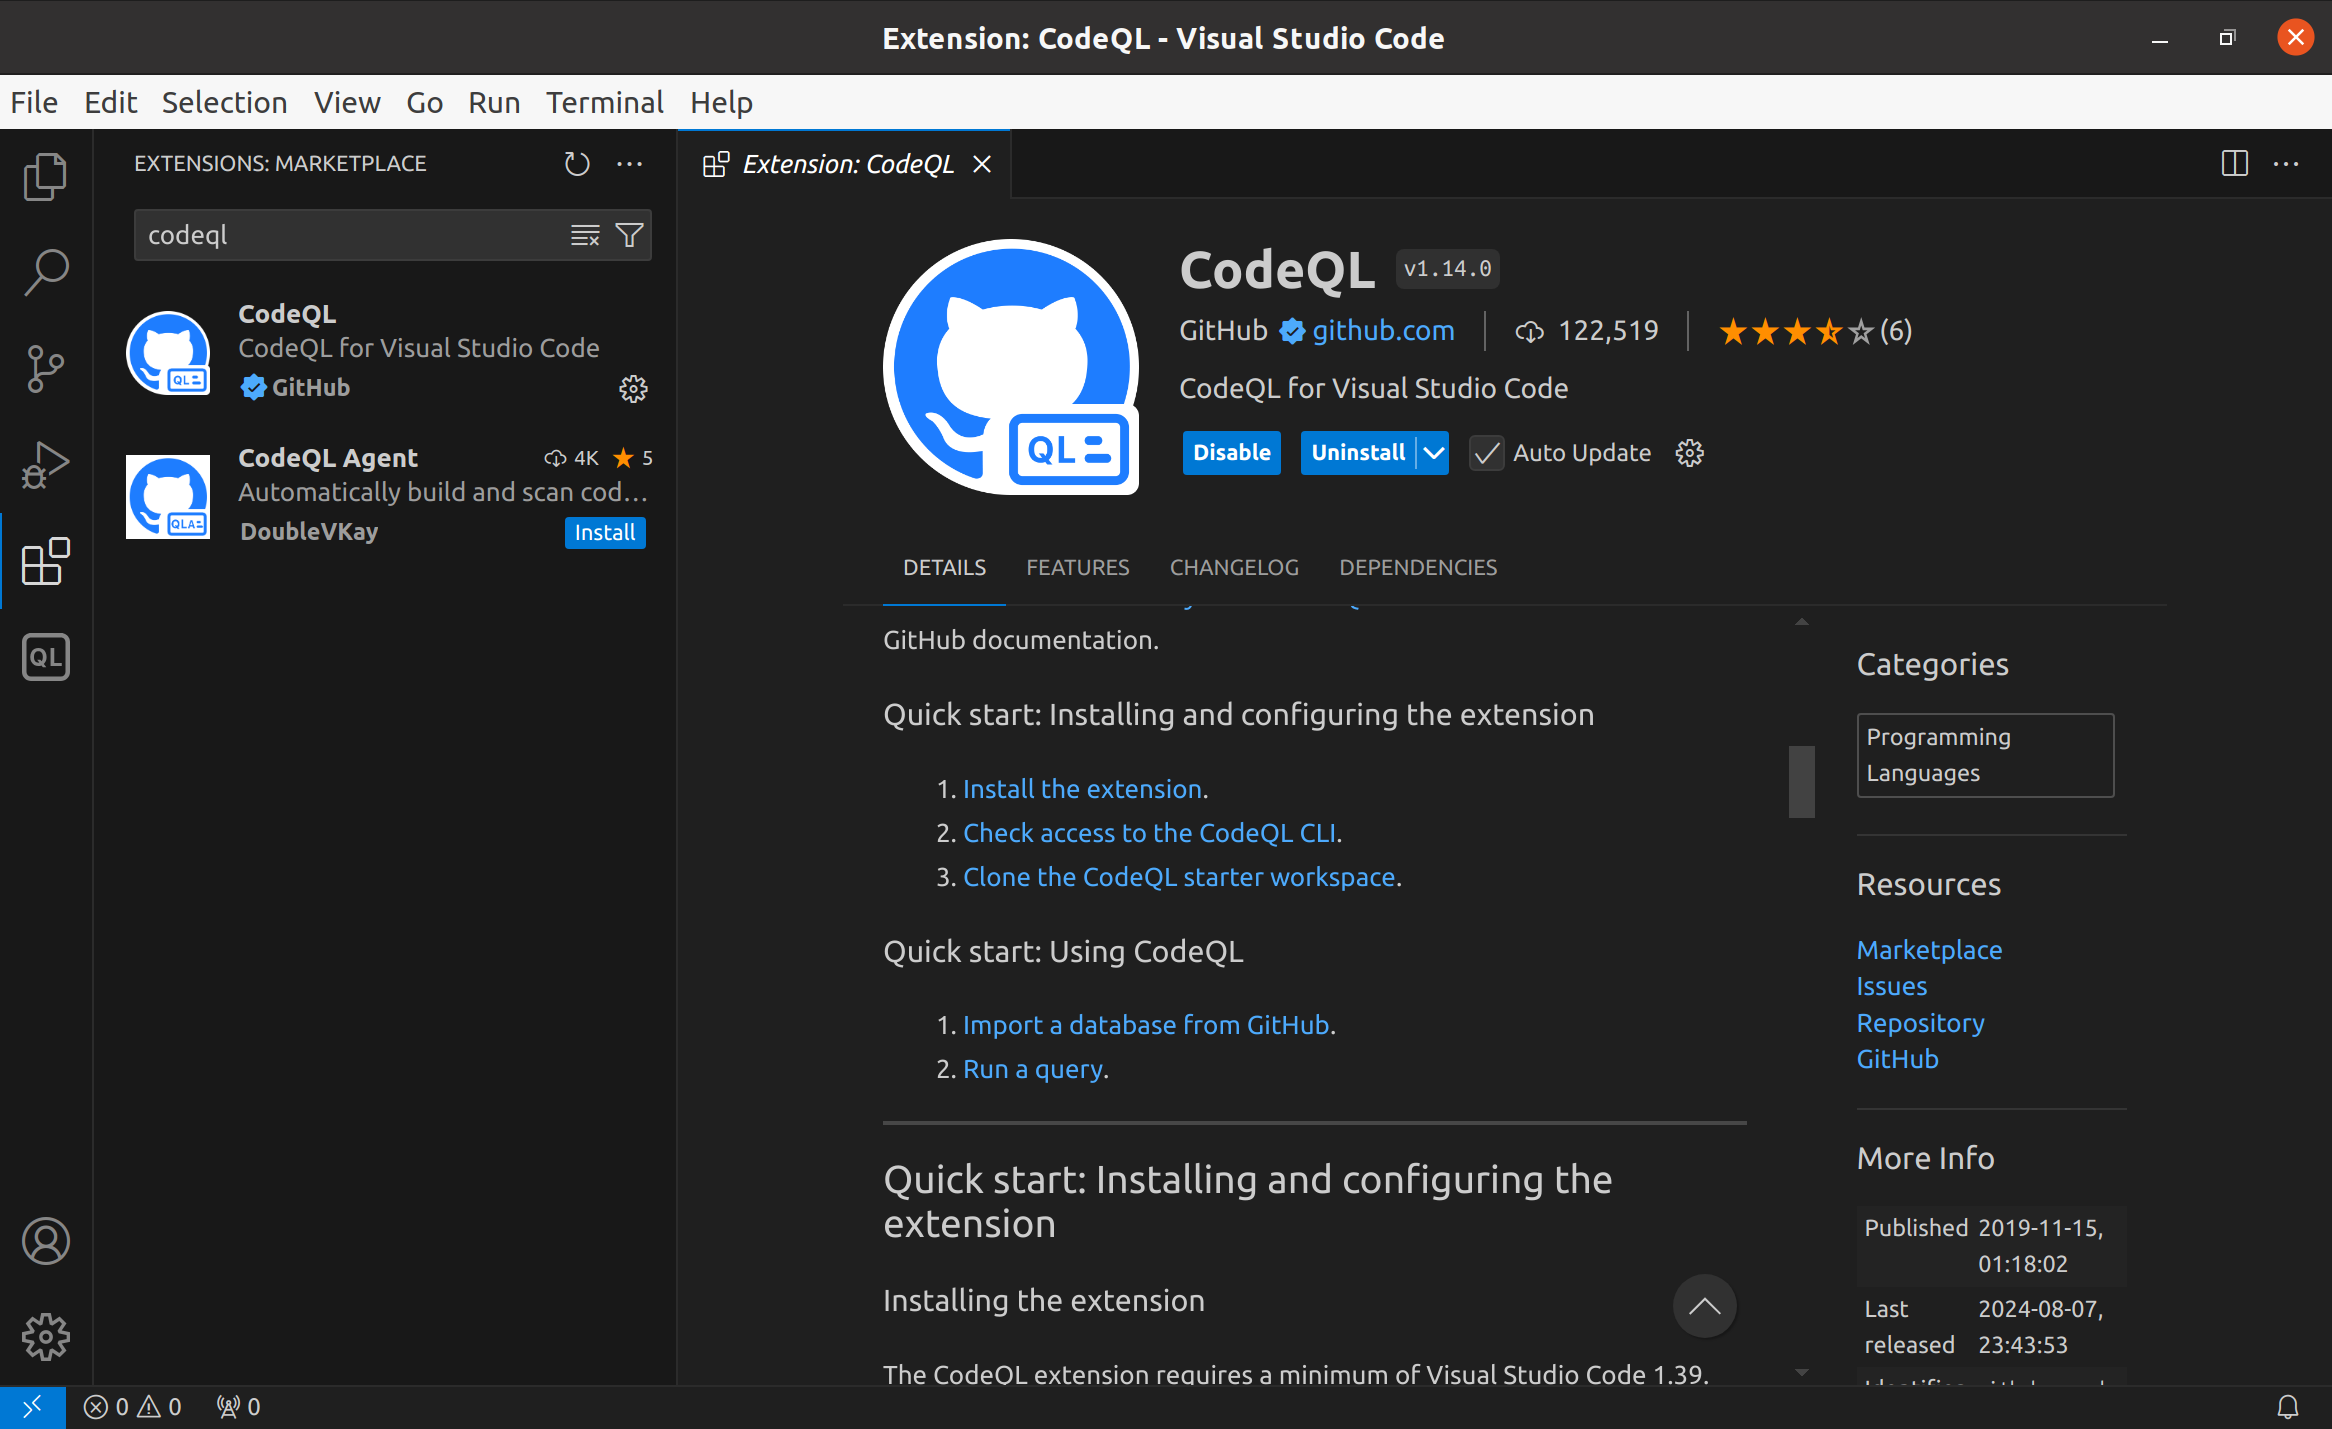 Extension: CodeQL - Visual Studio Code
File Edit Selection View Go Run Terminal Help
EXTENSIONS: MARKETPLACE
codeql
CodeQL
CodeQL for Visual Studio Code
GitHub
QL
CodeQL Agent 4K 5
Automatically build and scan cod...
DoubleVKay Install
QLA
QL
Extension: CodeQL
QL
CodeQL v1.14.0
GitHub github.com 122,519 (6)
CodeQL for Visual Studio Code
Disable Uninstall Auto Update
DETAILS FEATURES CHANGELOG DEPENDENCIES
GitHub documentation.
Quick start: Installing and configuring the extension
1. Install the extension.
2. Check access to the CodeQL CLI.
3. Clone the CodeQL starter workspace.
Quick start: Using CodeQL
1. Import a database from GitHub.
2. Run a query.
Quick start: Installing and configuring the
extension
Installing the extension
The CodeQL extension requires a minimum of Visual Studio Code 1.39.
Categories
Programming
Languages
Resources
Marketplace
Issues
Repository
GitHub
More Info
Published 2019-11-15,
01:18:02
Last 2024-08-07,
released 23:43:53
0 0 0